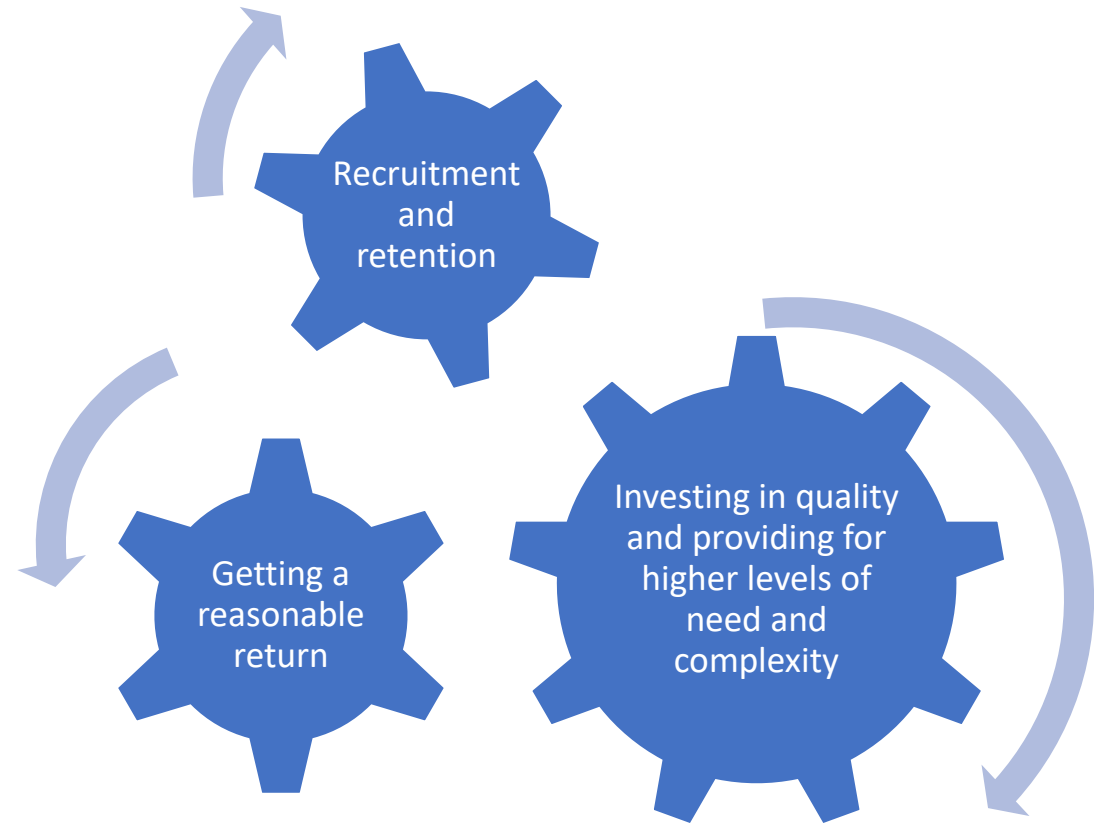 Recruitment
and
retention
Getting a
reasonable
return
Investing in quality
and providing for
higher levels of
need and
complexity